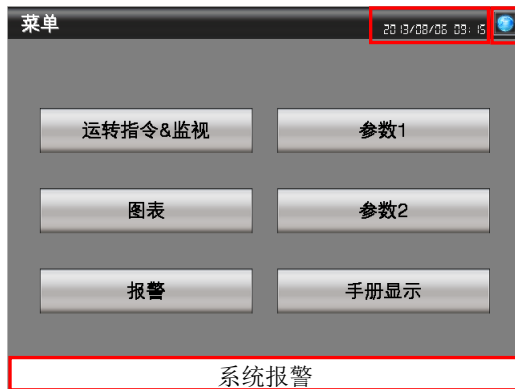 菜单
2013/08/06 09:15
运转指令&监视
参数1
图表
参数2
报警
手册显示
系统报警